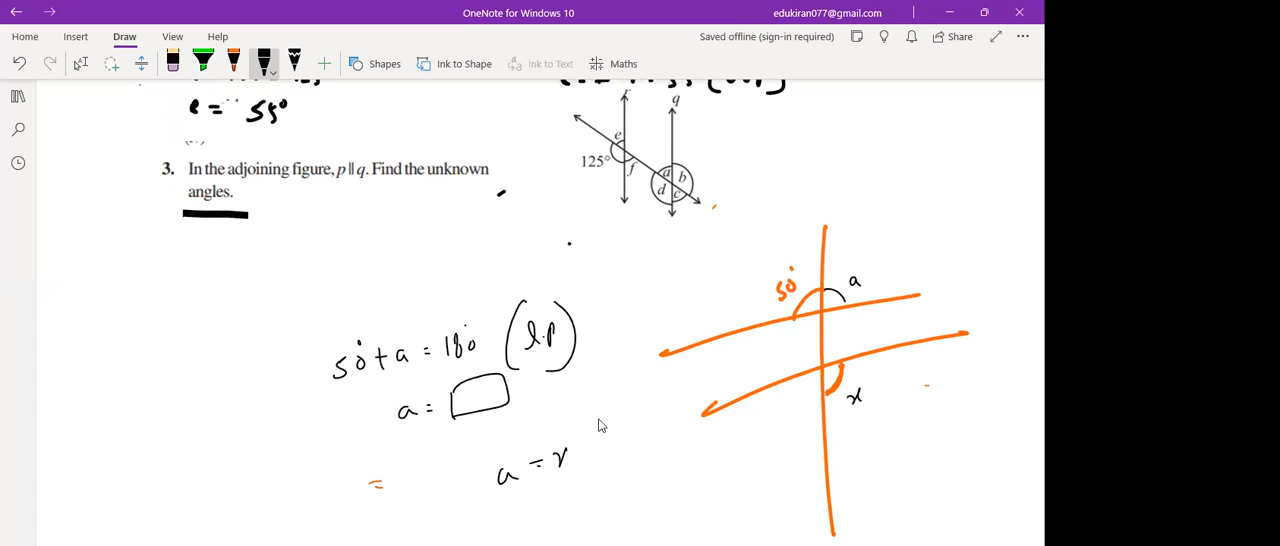 OneNote for Windows 10
edukiran077@gmail.com
Home Insert Draw View Help
Saved offline (sign-in required)
Share
Shapes
Ink to Shape
Ink to Text
Maths
e = 55°
3. In the adjoining figure, p || q. Find the unknown
angles.
q
e
125°
f
a
b
d
c
50°
a
x
50° + a = 180° (l.p)
a =
a = x
=